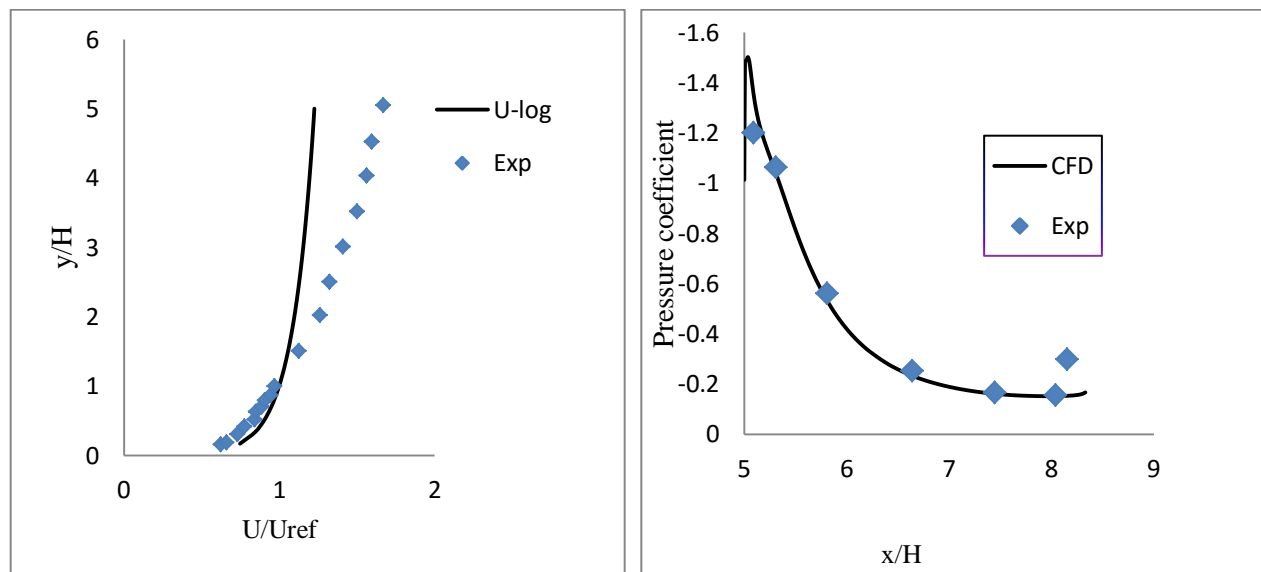 6
5
4
3
2
1
0
y/H
0 1 2
U/Uref
U-log
Exp
-1.6
-1.4
-1.2
-1
-0.8
-0.6
-0.4
-0.2
0
Pressure coefficient
5 6 7 8 9
x/H
CFD
Exp